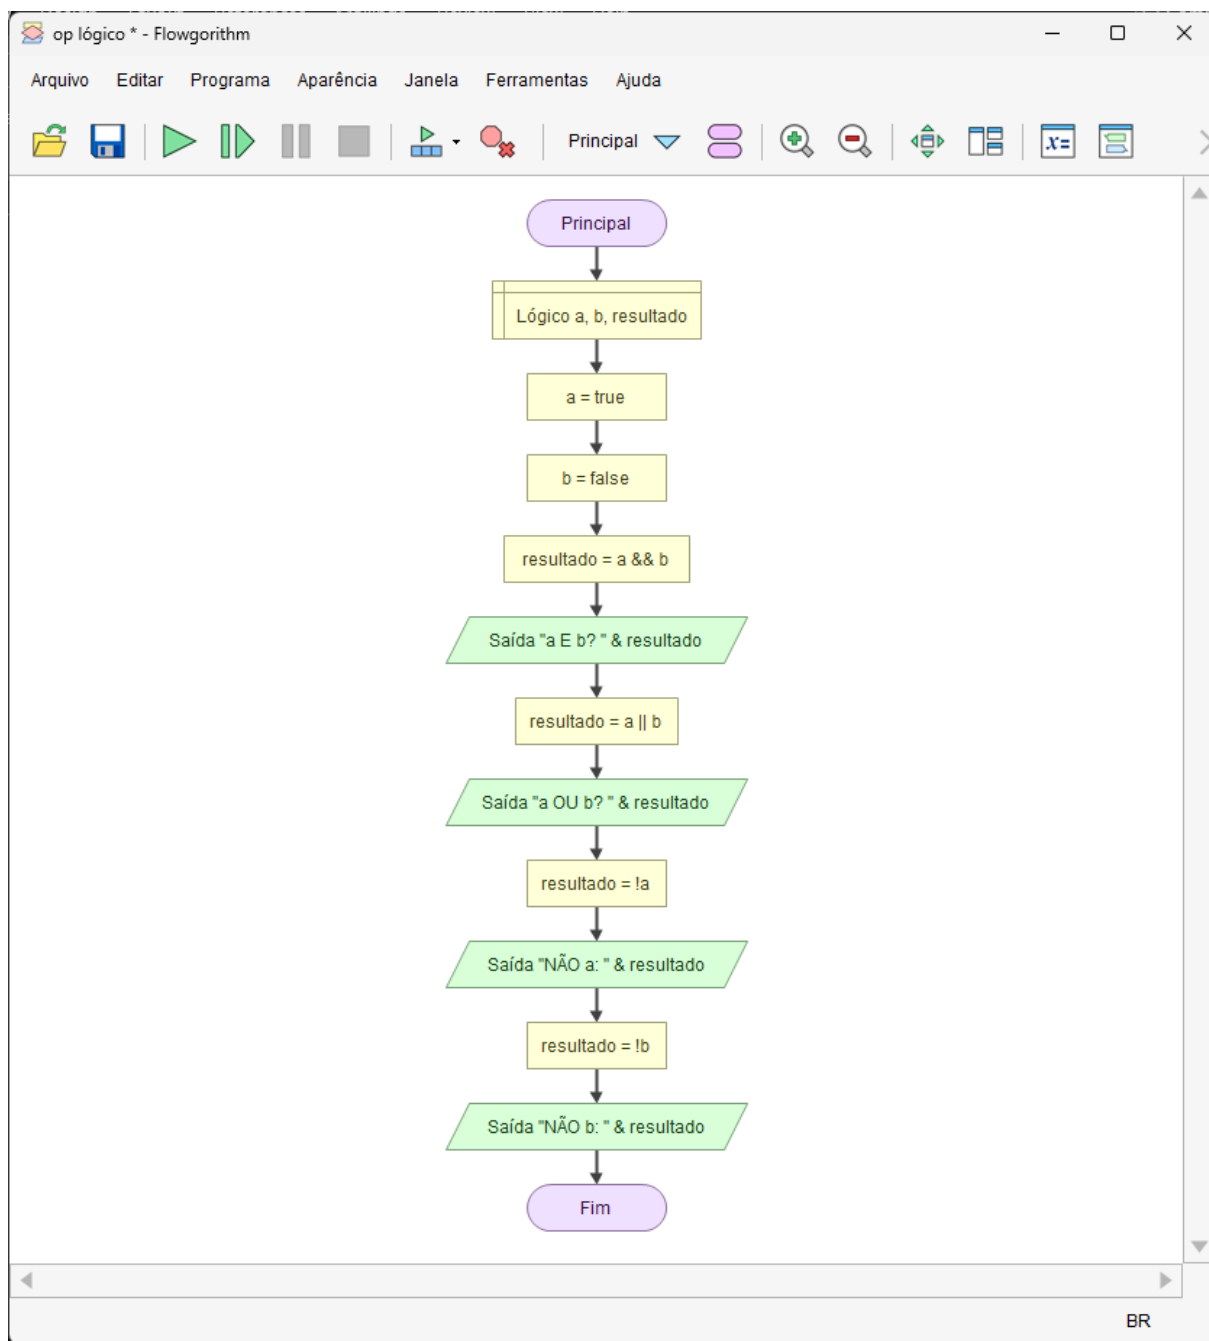 op lógico * - Flowgorithm
Arquivo Editar Programa Aparência Janela Ferramentas Ajuda
Principal
x=
Principal
Lógico a, b, resultado
a = true
b = false
resultado = a && b
Saída "a E b? " & resultado
resultado = a || b
Saída "a OU b? " & resultado
resultado = !a
Saída "NÃO a: " & resultado
resultado = !b
Saída "NÃO b: " & resultado
Fim
BR